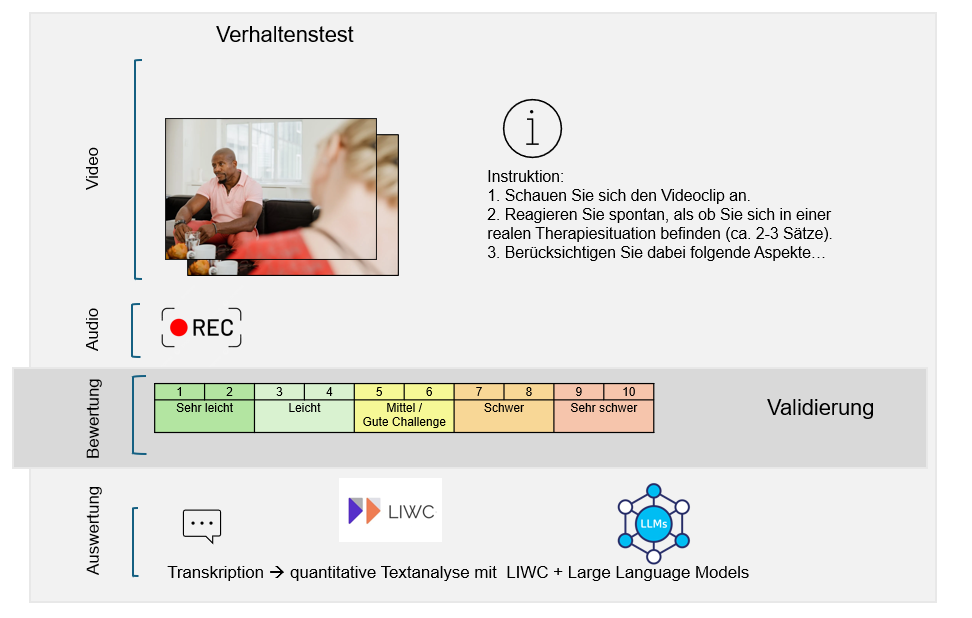 Verhaltenstest
Video
i
Instruktion:
1. Schauen Sie sich den Videoclip an.
2. Reagieren Sie spontan, als ob Sie sich in einer
realen Therapiesituation befinden (ca. 2-3 Sätze).
3. Berücksichtigen Sie dabei folgende Aspekte…
Audio
REC
Bewertung
1 2 3 4 5 6 7 8 9 10
Sehr leicht Leicht Mittel / Schwer Sehr schwer
Gute Challenge
Validierung
Auswertung
LIWC
LLMs
Transkription → quantitative Textanalyse mit LIWC + Large Language Models